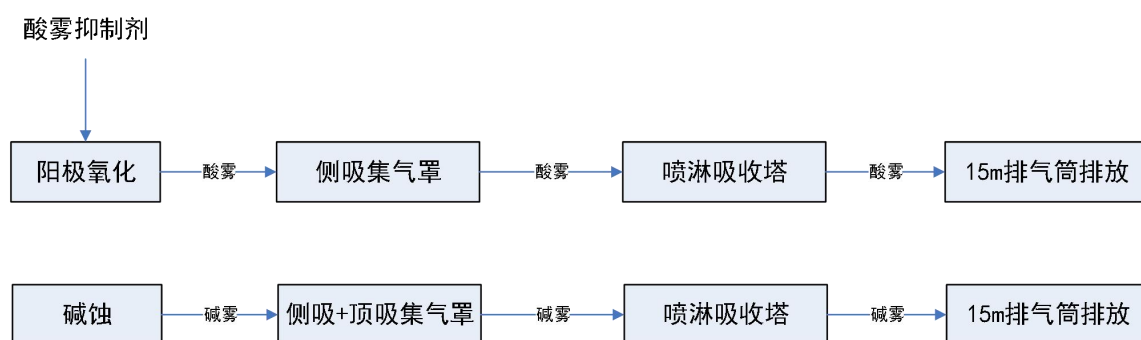 酸雾抑制剂
阳极氧化
酸雾
侧吸集气罩
酸雾
喷淋吸收塔
酸雾
15m排气筒排放
碱蚀
碱雾
侧吸+顶吸集气罩
碱雾
喷淋吸收塔
碱雾
15m排气筒排放